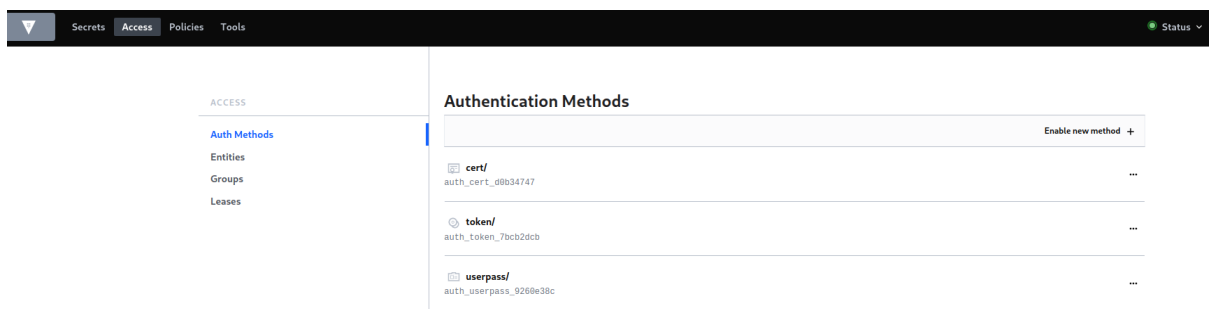 Secrets Access Policies Tools Status
ACCESS
Auth Methods
Entities
Groups
Leases
Authentication Methods
Enable new method +
cert/
auth_cert_d0b34747
token/
auth_token_7bcb2dcb
userpass/
auth_userpass_9260e38c